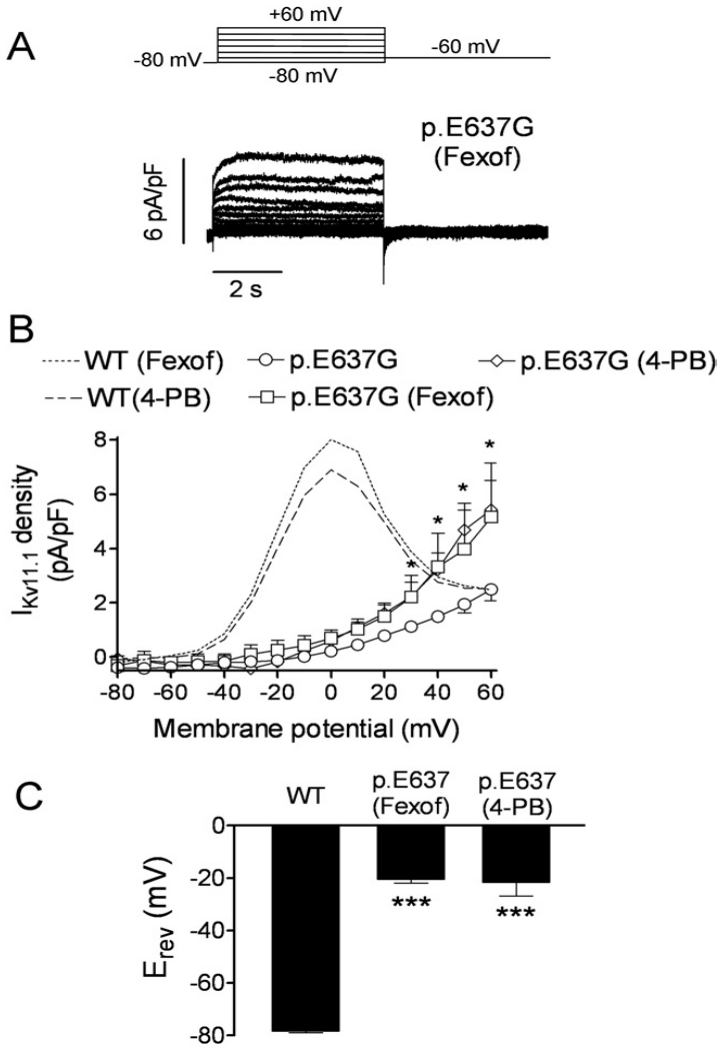 A
+60 mV
-80 mV
-60 mV
-80 mV
p.E637G
(Fexof)
6 pA/pF
2 s
B
WT (Fexof) p.E637G p.E637G (4-PB)
WT(4-PB) p.E637G (Fexof)
IKv11.1 density
(pA/pF)
8
6
4
2
0
* * * *
-80 -60 -40 -20 0 20 40 60
Membrane potential (mV)
C
WT p.E637 (Fexof) p.E637 (4-PB)
Erev (mV)
0
-20
-40
-60
-80
*** ***